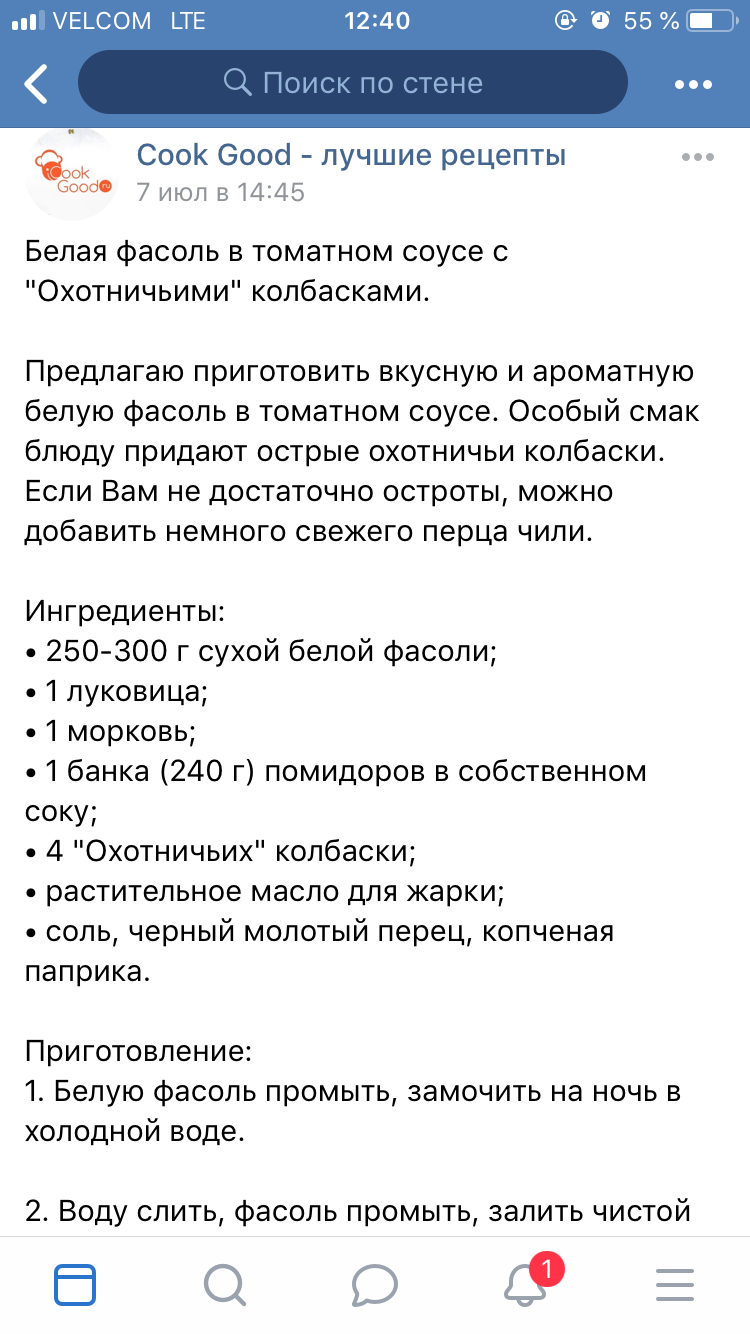 VELCOM LTE 12:40 55 %
Поиск по стене
Cook Good ru
Cook Good - лучшие рецепты
7 июл в 14:45
Белая фасоль в томатном соусе с
"Охотничьими" колбасками.
Предлагаю приготовить вкусную и ароматную
белую фасоль в томатном соусе. Особый смак
блюду придают острые охотничьи колбаски.
Если Вам не достаточно остроты, можно
добавить немного свежего перца чили.
Ингредиенты:
• 250-300 г сухой белой фасоли;
• 1 луковица;
• 1 морковь;
• 1 банка (240 г) помидоров в собственном
соку;
• 4 "Охотничьих" колбаски;
• растительное масло для жарки;
• соль, черный молотый перец, копченая
паприка.
Приготовление:
1. Белую фасоль промыть, замочить на ночь в
холодной воде.
2. Воду слить, фасоль промыть, залить чистой
1